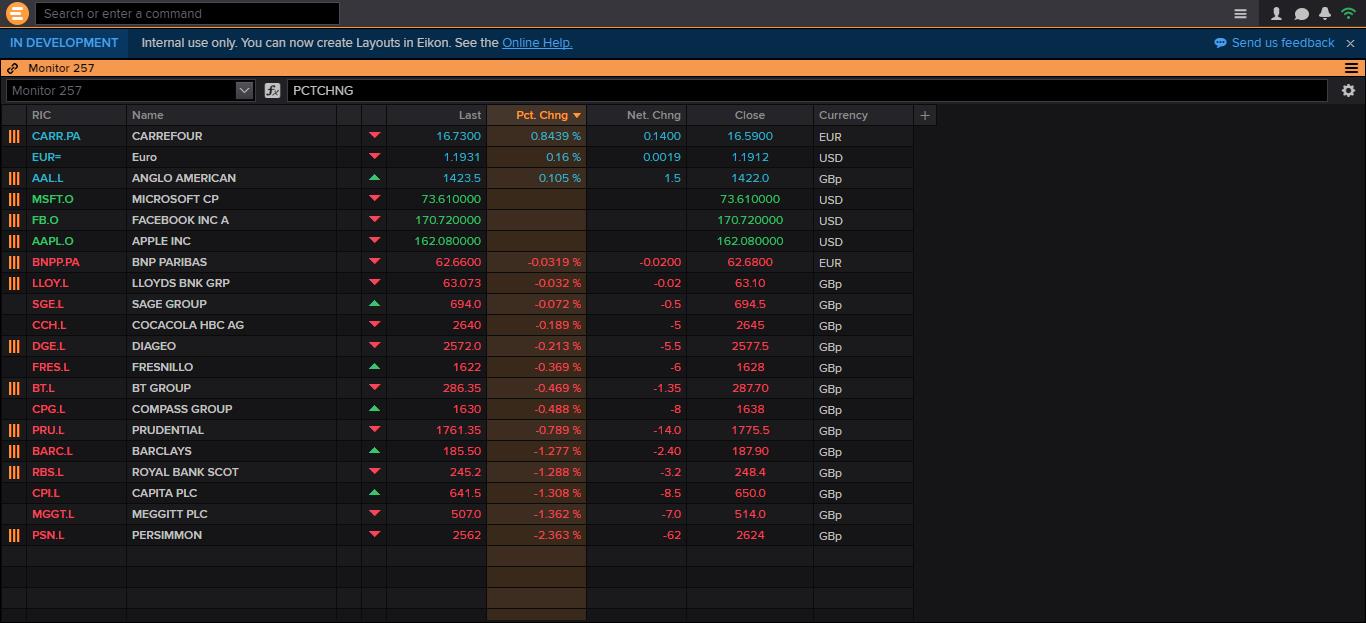 Search or enter a command
IN DEVELOPMENT Internal use only. You can now create Layouts in Eikon. See the Online Help. Send us feedback
Monitor 257
Monitor 257 fx PCTCHNG
RIC Name Last Pct. Chng Net. Chng Close Currency +
CARR.PA CARREFOUR 16.7300 0.8439 % 0.1400 16.5900 EUR
EUR= Euro 1.1931 0.16 % 0.0019 1.1912 USD
AAL.L ANGLO AMERICAN 1423.5 0.105 % 1.5 1422.0 GBp
MSFT.O MICROSOFT CP 73.610000 73.610000 USD
FB.O FACEBOOK INC A 170.720000 170.720000 USD
AAPL.O APPLE INC 162.080000 162.080000 USD
BNPP.PA BNP PARIBAS 62.6600 -0.0319 % -0.0200 62.6800 EUR
LLOY.L LLOYDS BNK GRP 63.073 -0.032 % -0.02 63.10 GBp
SGE.L SAGE GROUP 694.0 -0.072 % -0.5 694.5 GBp
CCH.L COCACOLA HBC AG 2640 -0.189 % -5 2645 GBp
DGE.L DIAGEO 2572.0 -0.213 % -5.5 2577.5 GBp
FRES.L FRESNILLO 1622 -0.369 % -6 1628 GBp
BT.L BT GROUP 286.35 -0.469 % -1.35 287.70 GBp
CPG.L COMPASS GROUP 1630 -0.488 % -8 1638 GBp
PRU.L PRUDENTIAL 1761.35 -0.789 % -14.0 1775.5 GBp
BARC.L BARCLAYS 185.50 -1.277 % -2.40 187.90 GBp
RBS.L ROYAL BANK SCOT 245.2 -1.288 % -3.2 248.4 GBp
CPI.L CAPITA PLC 641.5 -1.308 % -8.5 650.0 GBp
MGGT.L MEGGITT PLC 507.0 -1.362 % -7.0 514.0 GBp
PSN.L PERSIMMON 2562 -2.363 % -62 2624 GBp